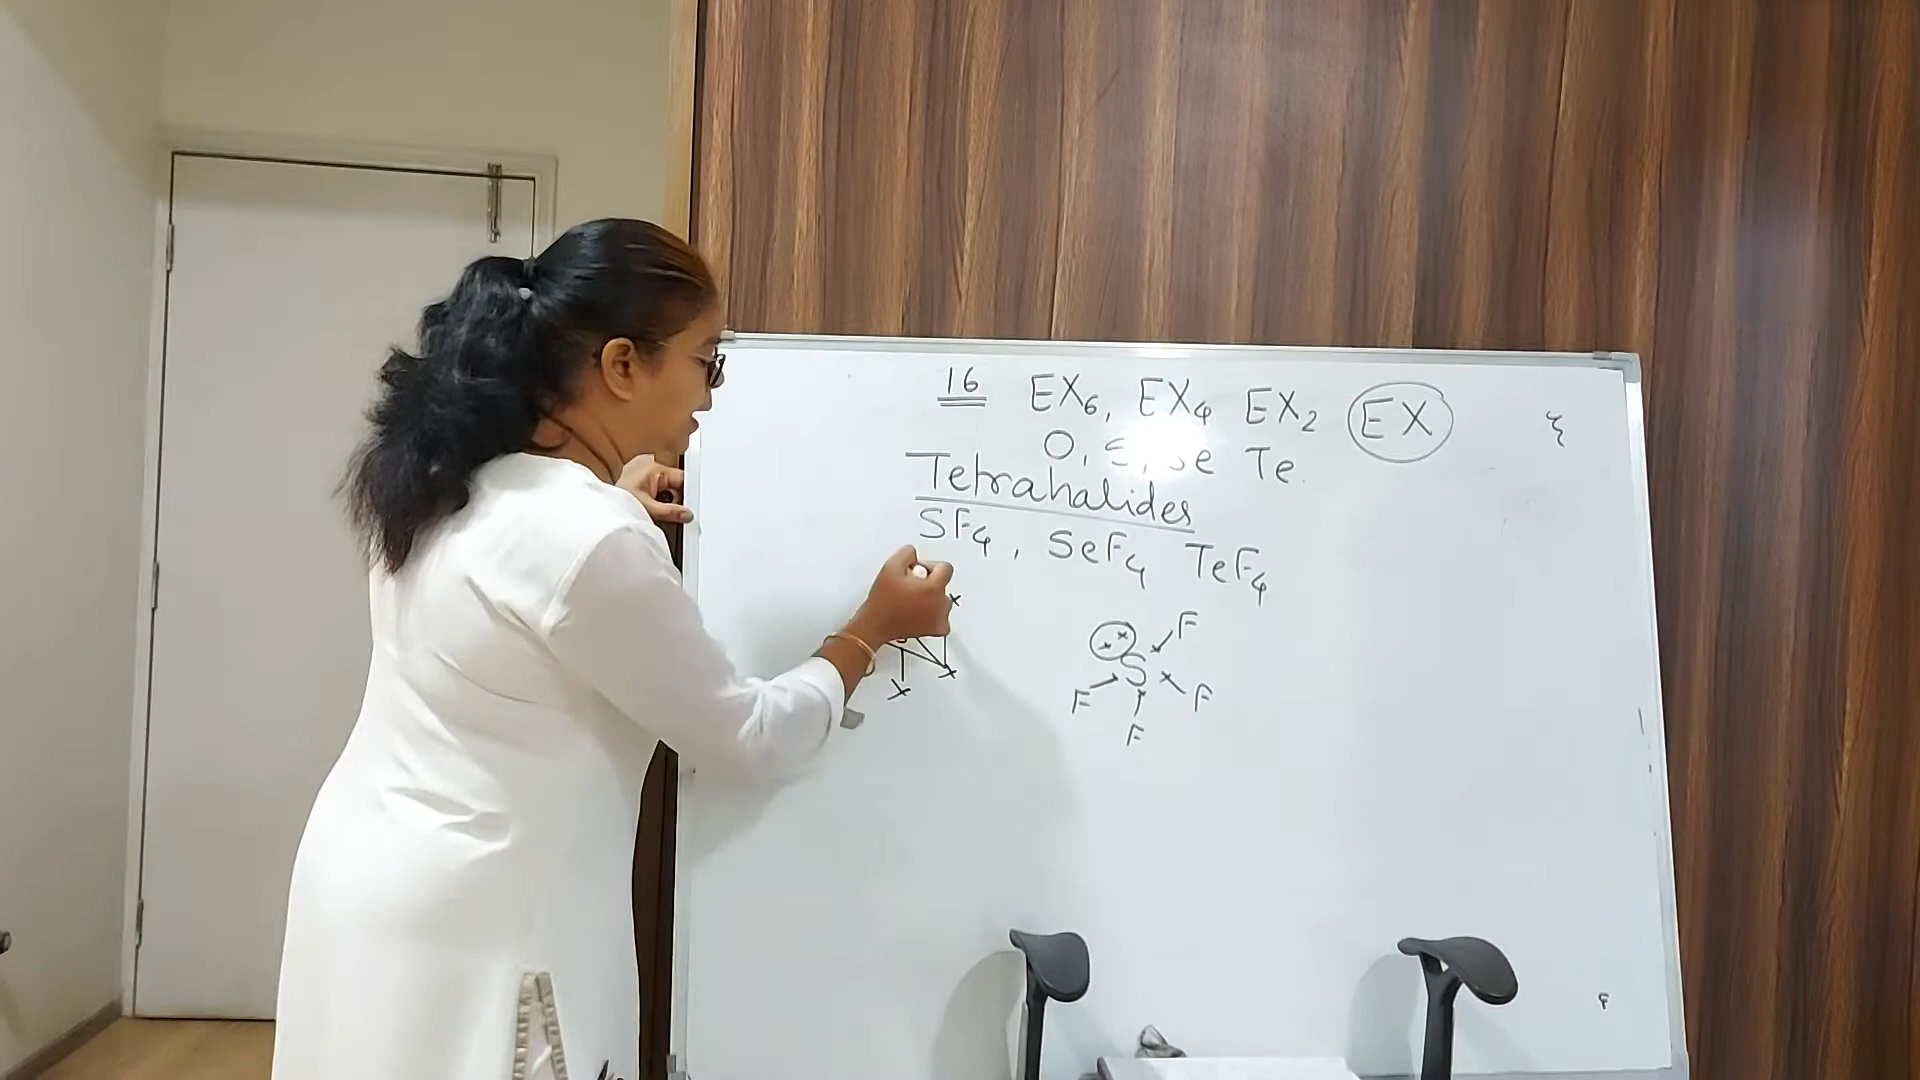 16 EX₆, EX₄ EX₂ EX
O, S, Se Te.
Tetrahalides
SF₄, SeF₄ TeF₄
x
x
x
F
x x
S
F
F
F